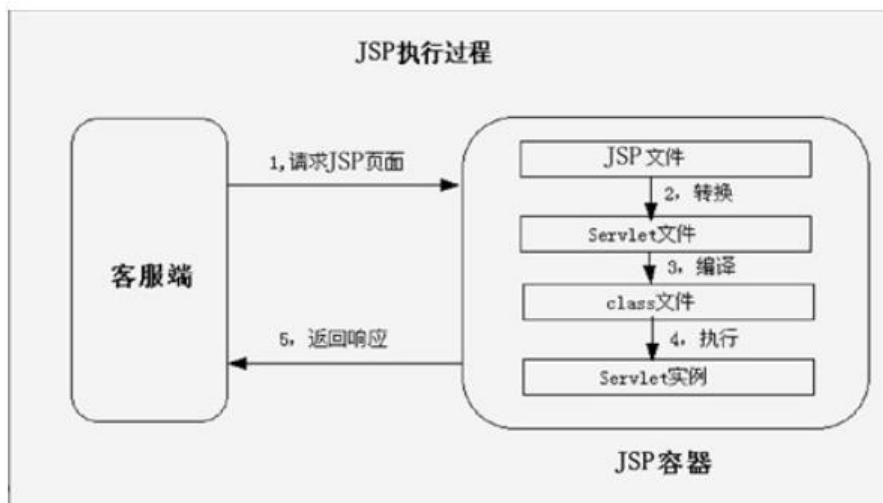 JSP执行过程
1,请求JSP页面
JSP文件
2，转换
Servlet文件
3，编译
class文件
4，执行
Servlet实例
客服端
5，返回响应
JSP容器